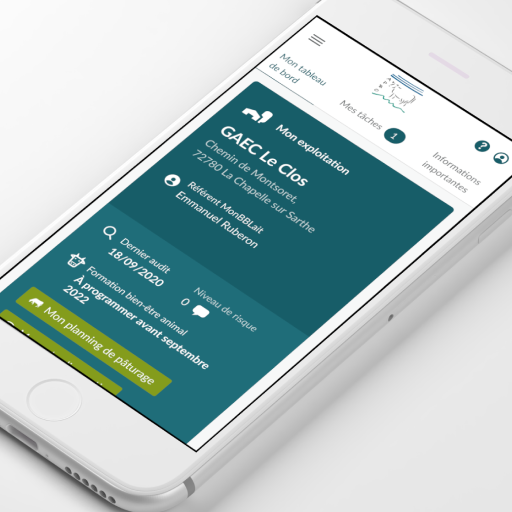 Mon tableau
de bord
Mes tâches 1
?
Informations
importantes
Mon exploitation
GAEC Le Clos
Chemin de Montsoret,
72780 La Chapelle sur Sarthe
Référent MonBBLait
Emmanuel Ruberon
Dernier audit
18/09/2020
Niveau de risque
0
Formation bien-être animal
À programmer avant septembre
2022
Mon planning de pâturage